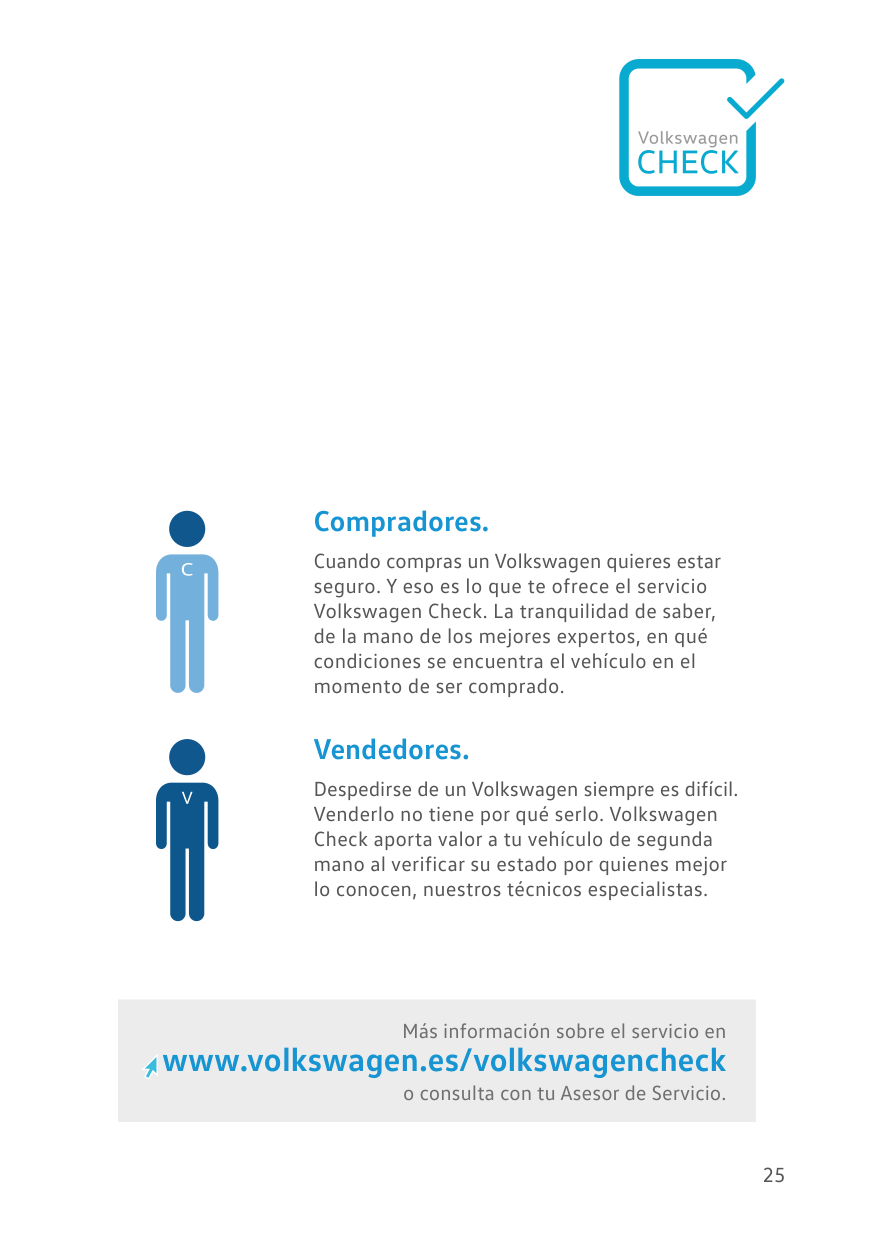 Volkswagen
CHECK
Compradores.
C
Cuando compras un Volkswagen quieres estar
seguro. Y eso es lo que te ofrece el servicio
Volkswagen Check. La tranquilidad de saber,
de la mano de los mejores expertos, en qué
condiciones se encuentra el vehículo en el
momento de ser comprado.
Vendedores.
V
Despedirse de un Volkswagen siempre es difícil.
Venderlo no tiene por qué serlo. Volkswagen
Check aporta valor a tu vehículo de segunda
mano al verificar su estado por quienes mejor
lo conocen, nuestros técnicos especialistas.
Más información sobre el servicio en
www.volkswagen.es/volkswagencheck
o consulta con tu Asesor de Servicio.
25